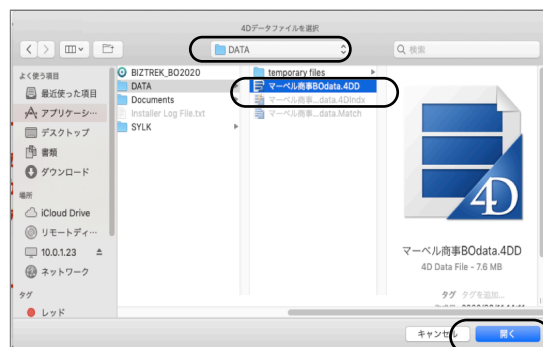 4Dデータファイルを選択
DATA
検索
よく使う項目
最近使った項目
アプリケーシ…
デスクトップ
書類
ダウンロード
場所
iCloud Drive
リモートディ…
10.0.1.23
ネットワーク
タグ
レッド
BIZTREK_BO2020
DATA
Documents
Installer Log File.txt
SYLK
temporary files
マーベル商事BOdata.4DD
マーベル商事…data.4DIndx
マーベル商事…data.Match
4D
マーベル商事BOdata.4DD
4D Data File - 7.6 MB
タグ タグを追加...
キャンセル
開く